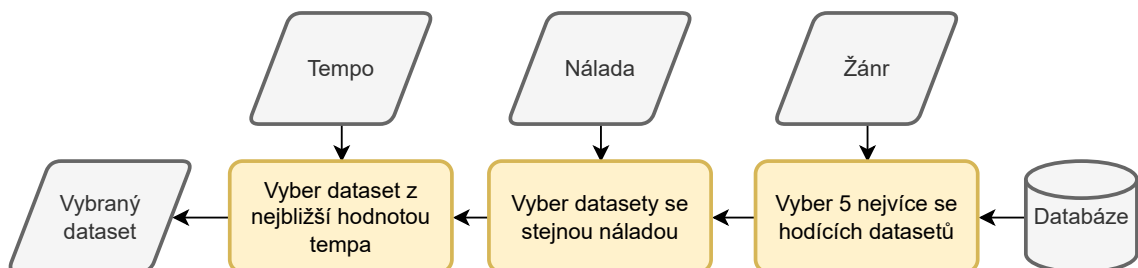 Tempo
Nálada
Žánr
Vybraný
dataset
Vyber dataset z
nejbližší hodnotou
tempa
Vyber datasety se
stejnou náladou
Vyber 5 nejvíce se
hodících datasetů
Databáze